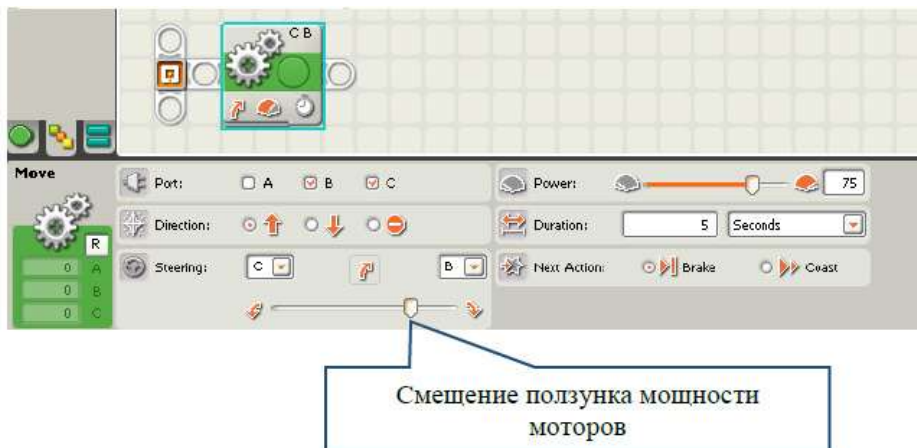 C B
Move
R
0 A
0 B
0 C
Port: A B C
Direction:
Steering: C B
Power: 75
Duration: 5 Seconds
Next Action: Brake Coast
Смещение ползунка мощности
моторов